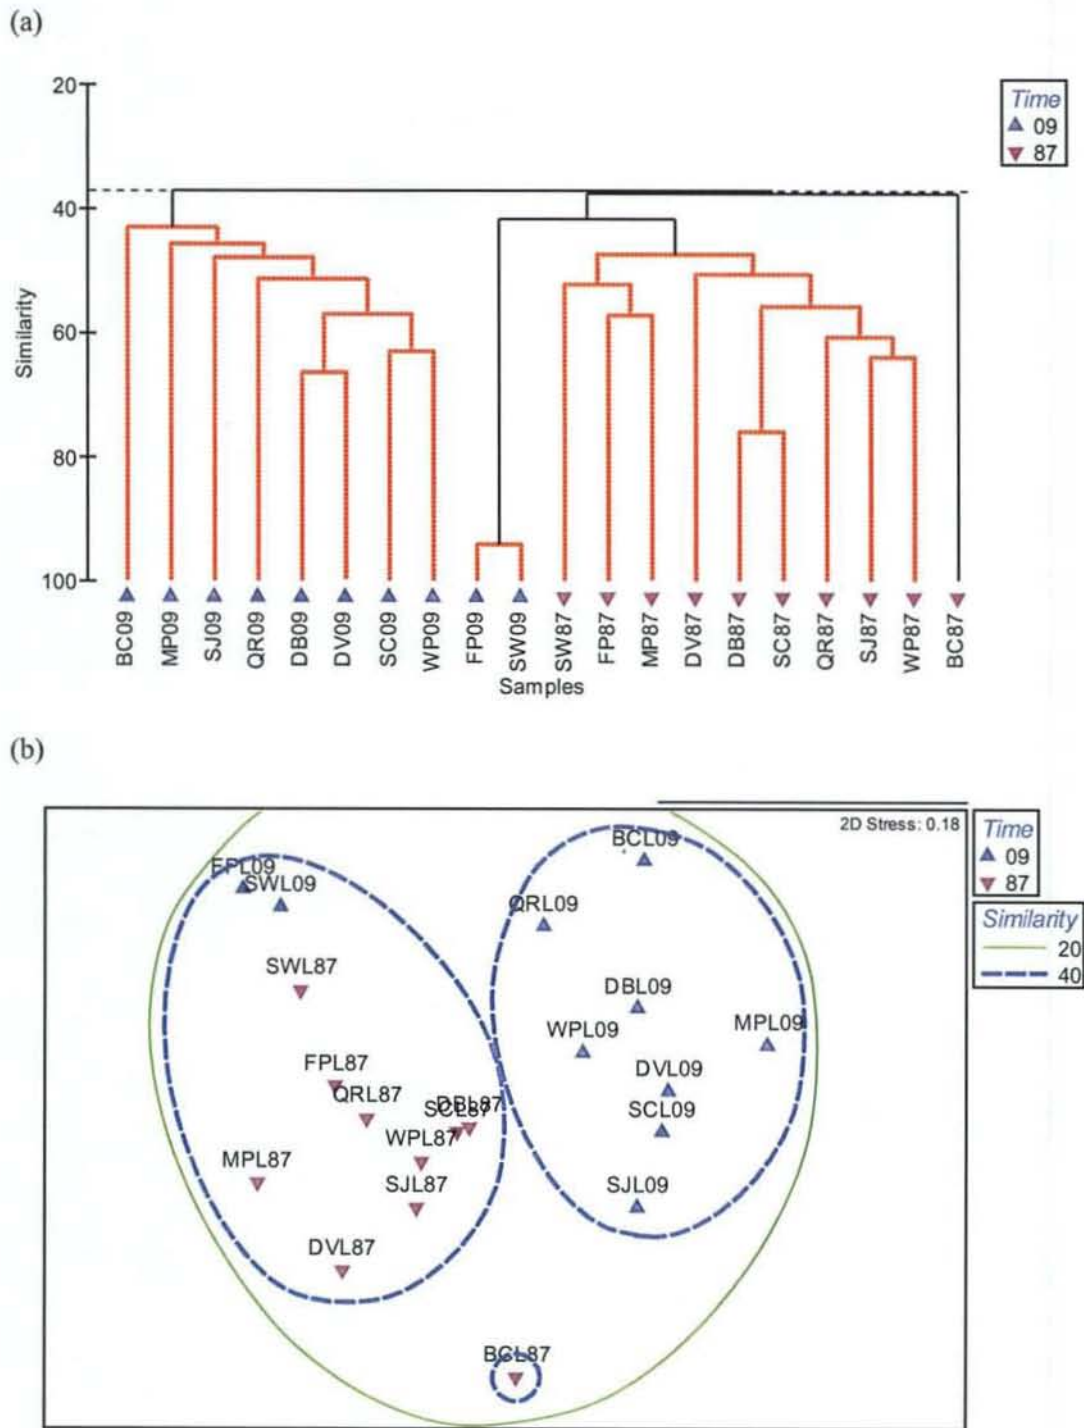 (a)
20
40
60
80
100
Similarity
Time
09
87
BC09
MP09
SJ09
QR09
DB09
DV09
SC09
WP09
FP09
SW09
SW87
FP87
MP87
DV87
DB87
SC87
QR87
SJ87
WP87
BC87
Samples
(b)
2D Stress: 0.18
Time
09
87
Similarity
20
40
BCL09
FPL09
SWL09
QRL09
SWL87
DBL09
WPL09
MPL09
FPL87
DVL09
QRL87
SCL87
DBL87
SCL09
WPL87
MPL87
SJL87
SJL09
DVL87
BCL87